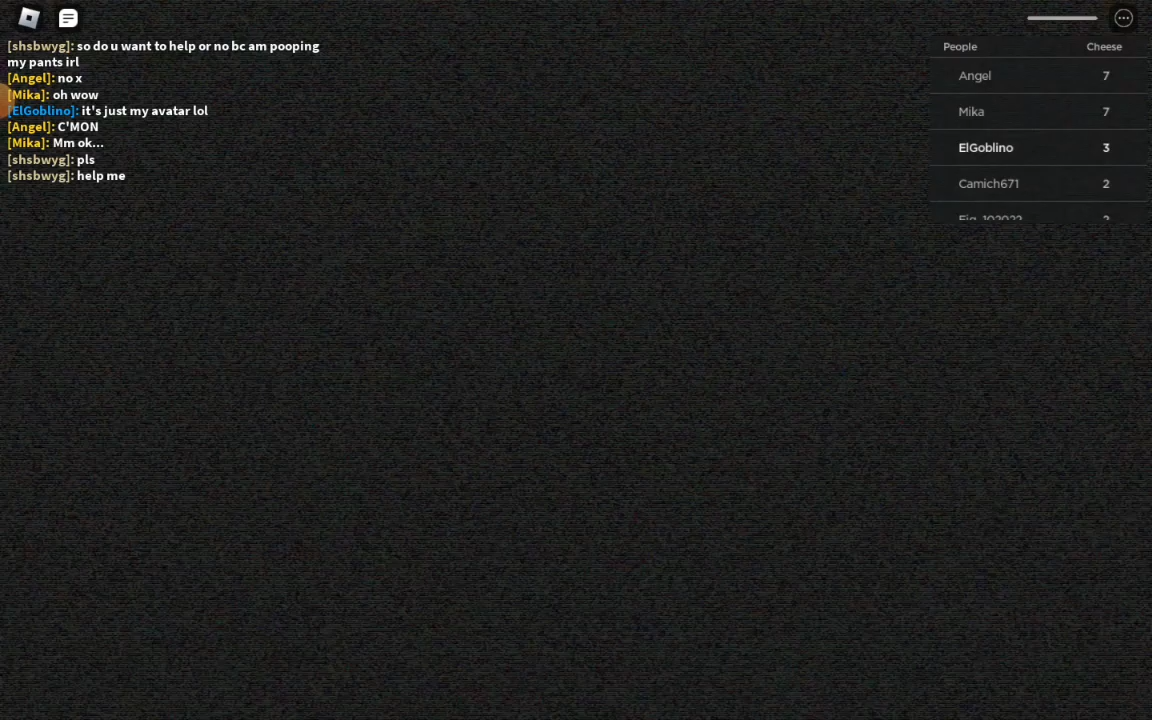 [shsbwyg]: so do u want to help or no bc am pooping
my pants irl
[Angel]: no x
[Mika]: oh wow
[ElGoblino]: it's just my avatar lol
[Angel]: C'MON
[Mika]: Mm ok...
[shsbwyg]: pls
[shsbwyg]: help me
People Cheese
Angel 7
Mika 7
ElGoblino 3
Camich671 2